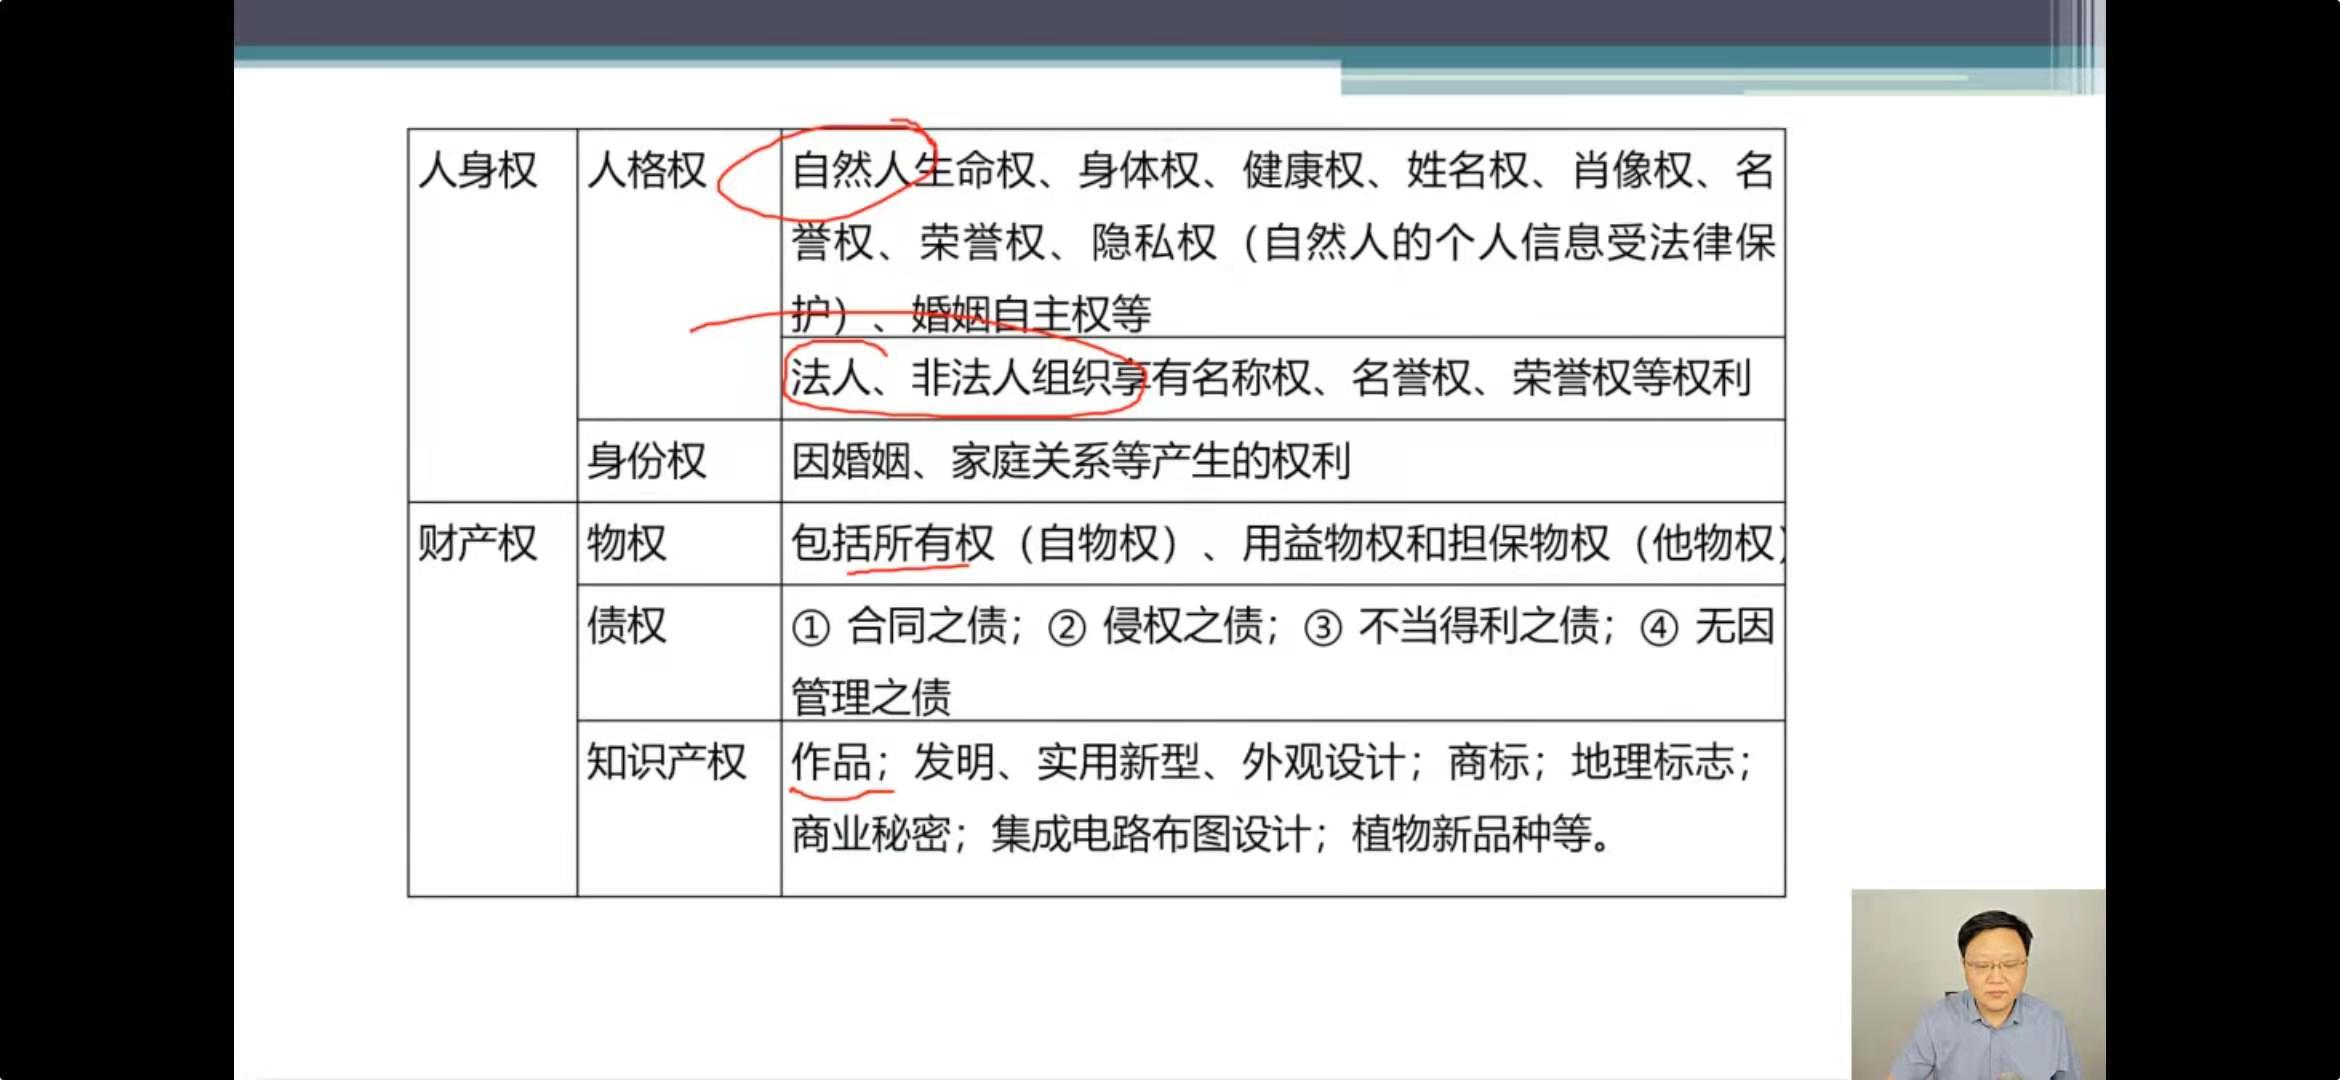 人身权
人格权
自然人生命权、身体权、健康权、姓名权、肖像权、名
誉权、荣誉权、隐私权（自然人的个人信息受法律保
护）、婚姻自主权等
法人、非法人组织享有名称权、名誉权、荣誉权等权利
身份权
因婚姻、家庭关系等产生的权利
财产权
物权
包括所有权（自物权）、用益物权和担保物权（他物权）
债权
① 合同之债；② 侵权之债；③ 不当得利之债；④ 无因
管理之债
知识产权
作品；发明、实用新型、外观设计；商标；地理标志；
商业秘密；集成电路布图设计；植物新品种等。